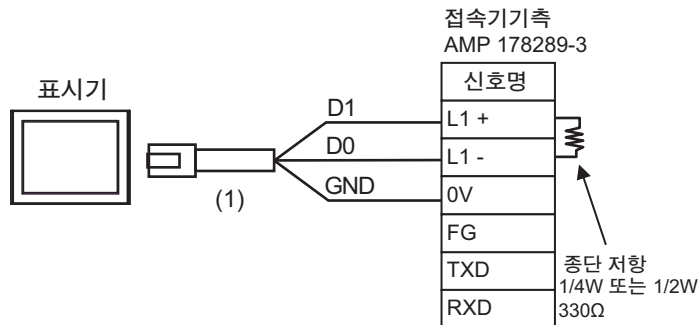 접속기기측
AMP 178289-3
신호명
표시기
D1
L1 +
D0
L1 -
(1)
GND
0V
FG
종단 저항
TXD
1/4W 또는 1/2W
RXD
330Ω